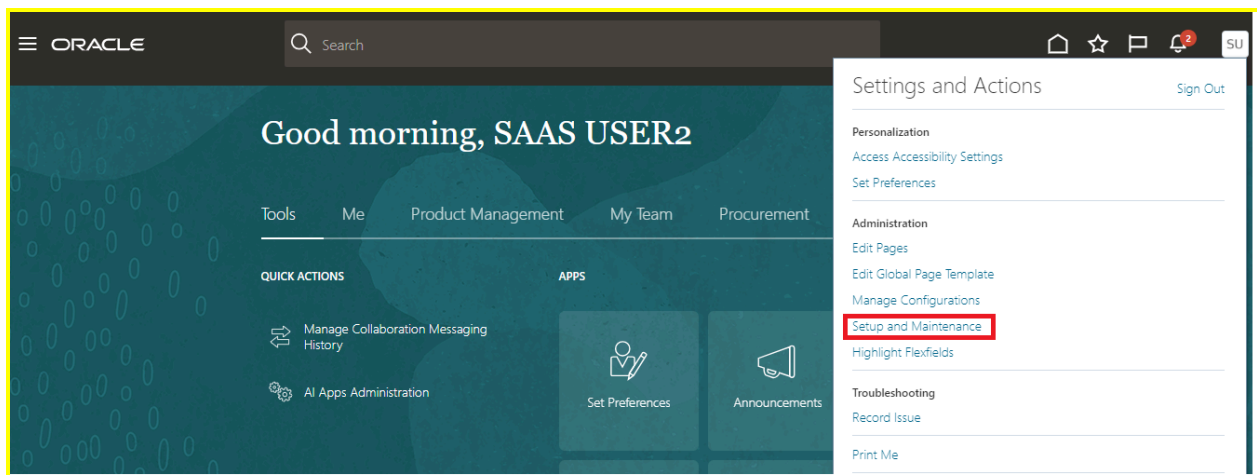 ORACLE
Search
2
SU
Settings and Actions
Sign Out
Good morning, SAAS USER2
Personalization
Access Accessibility Settings
Set Preferences
Tools
Me
Product Management
My Team
Procurement
Administration
Edit Pages
Edit Global Page Template
Manage Configurations
Setup and Maintenance
Highlight Flexfields
QUICK ACTIONS
APPS
Manage Collaboration Messaging
History
AI Apps Administration
Set Preferences
Announcements
Troubleshooting
Record Issue
Print Me